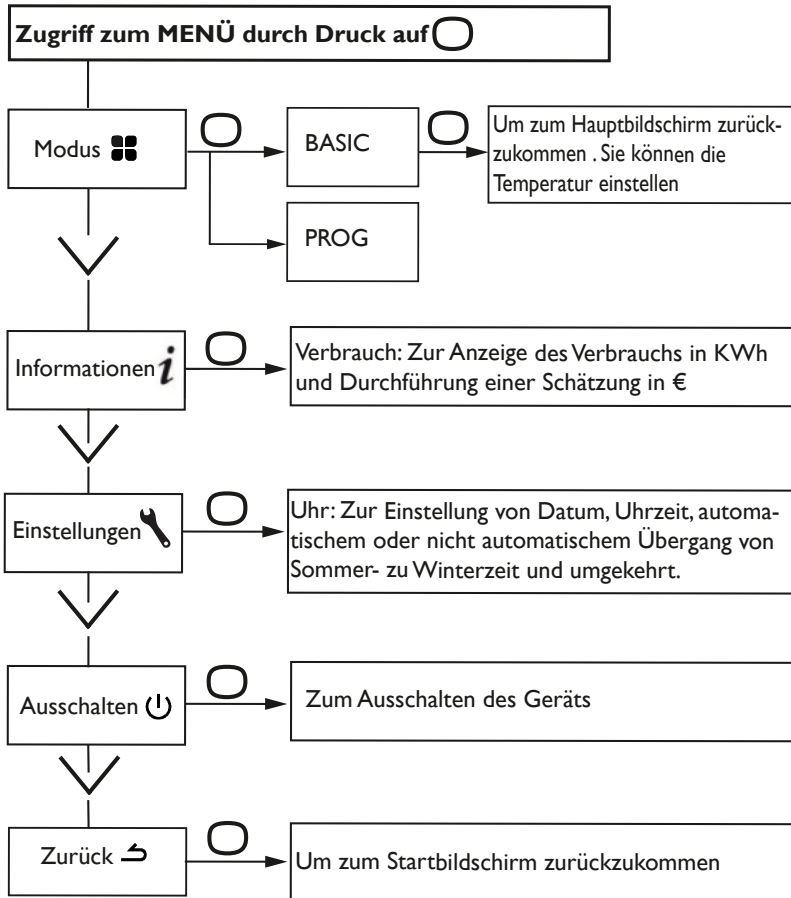 Zugriff zum MENÜ durch Druck auf
Modus
BASIC
Um zum Hauptbildschirm zurück-
zukommen . Sie können die
Temperatur einstellen
PROG
Informationen i
Verbrauch: Zur Anzeige des Verbrauchs in KWh
und Durchführung einer Schätzung in €
Einstellungen
Uhr: Zur Einstellung von Datum, Uhrzeit, automa-
tischem oder nicht automatischem Übergang von
Sommer- zu Winterzeit und umgekehrt.
Ausschalten
Zum Ausschalten des Geräts
Zurück
Um zum Startbildschirm zurückzukommen